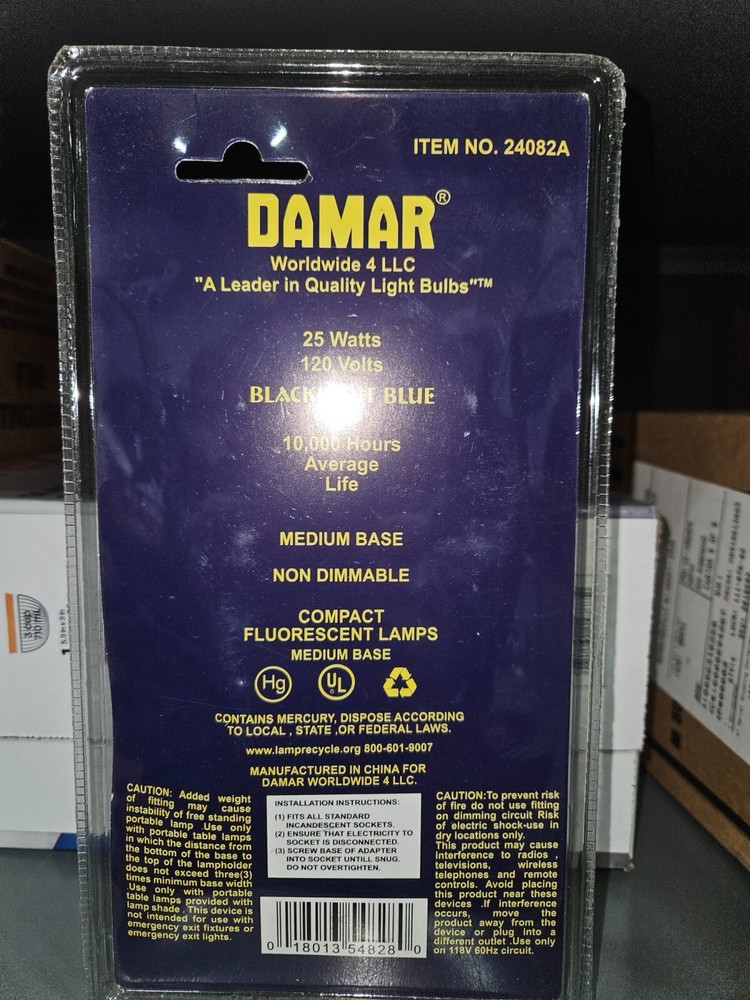 ITEM NO. 24082A
DAMAR®
Worldwide 4 LLC
"A Leader in Quality Light Bulbs"™
25 Watts
120 Volts
BLUE
10,000 Hours
Average
Life
MEDIUM BASE
NON DIMMABLE
COMPACT
FLUORESCENT LAMPS
MEDIUM BASE
Hg
UL
CONTAINS MERCURY, DISPOSE ACCORDING
TO LOCAL , STATE ,OR FEDERAL LAWS.
www.lamprecycle.org 800-601-9007
MANUFACTURED IN CHINA FOR
DAMAR WORLDWIDE 4 LLC.
CAUTION: Added weight
of fitting may cause
instability of free standing
portable lamp .Use only
with portable table lamps
in which the distance from
the bottom of the base to
the top of the lampholder
does not exceed three(3)
times minimum base width
.Use only with portable
table lamps provided with
lamp shade . This device is
not intended for use with
emergency exit fixtures or
emergency exit lights.
INSTALLATION INSTRUCTIONS:
(1) FITS ALL STANDARD
INCANDESCENT SOCKETS.
(2) ENSURE THAT ELECTRICITY TO
SOCKET IS DISCONNECTED.
(3) SCREW BASE OF ADAPTER
INTO SOCKET UNTILL SNUG.
DO NOT OVERTIGHTEN.
0 18013 54828 0
CAUTION:To prevent risk
of fire do not use fitting
on dimming circuit Risk
of electric shock-use in
dry locations only.
This product may cause
interference to radios ,
televisions, wireless
telephones and remote
controls. Avoid placing
this product near these
devices .If interference
occurs, move the
product away from the
device or plug into a
different outlet .Use only
on 118V 60Hz circuit.
3 cup
710 mL